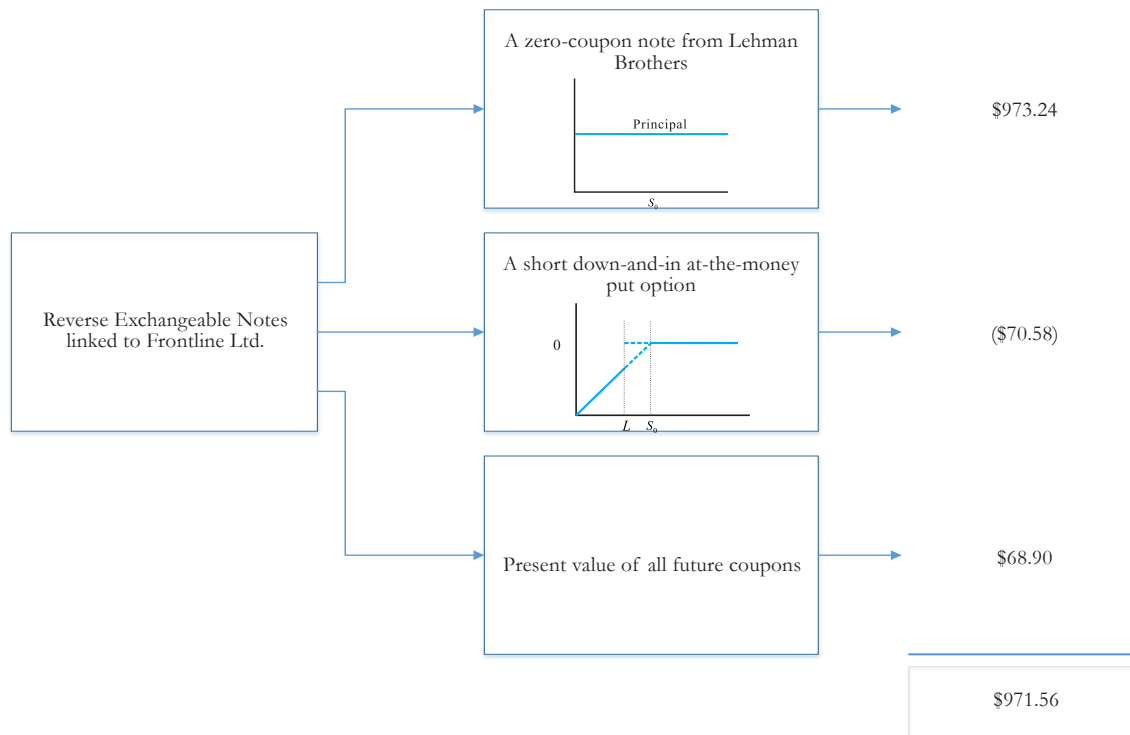 A zero-coupon note from Lehman
Brothers
Principal
S₀
$973.24
Reverse Exchangeable Notes
linked to Frontline Ltd.
A short down-and-in at-the-money
put option
0
L S₀
($70.58)
Present value of all future coupons
$68.90
$971.56